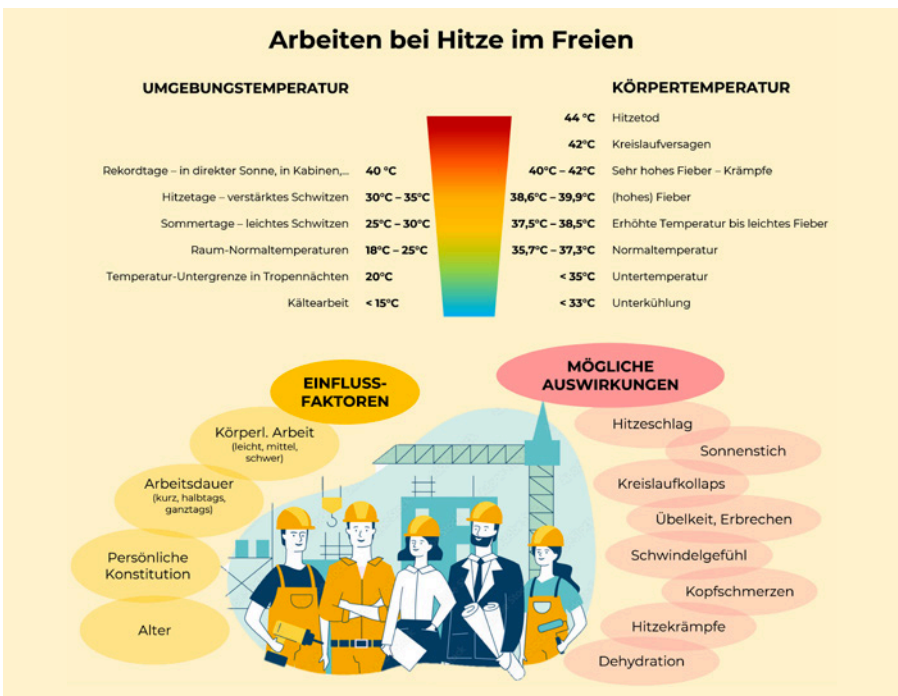 Arbeiten bei Hitze im Freien
UMGEBUNGSTEMPERATUR
Rekordtage – in direkter Sonne, in Kabinen,... 40 °C
Hitzetage – verstärktes Schwitzen 30°C – 35°C
Sommertage – leichtes Schwitzen 25°C – 30°C
Raum-Normaltemperaturen 18°C – 25°C
Temperatur-Untergrenze in Tropennächten 20°C
Kältearbeit < 15°C
KÖRPERTEMPERATUR
44 °C Hitzetod
42°C Kreislaufversagen
40°C – 42°C Sehr hohes Fieber – Krämpfe
38,6°C – 39,9°C (hohes) Fieber
37,5°C – 38,5°C Erhöhte Temperatur bis leichtes Fieber
35,7°C – 37,3°C Normaltemperatur
< 35°C Untertemperatur
< 33°C Unterkühlung
EINFLUSS-
FAKTOREN
Körperl. Arbeit
(leicht, mittel,
schwer)
Arbeitsdauer
(kurz, halbtags,
ganztags)
Persönliche
Konstitution
Alter
MÖGLICHE
AUSWIRKUNGEN
Hitzeschlag
Sonnenstich
Kreislaufkollaps
Übelkeit, Erbrechen
Schwindelgefühl
Kopfschmerzen
Hitzekrämpfe
Dehydration